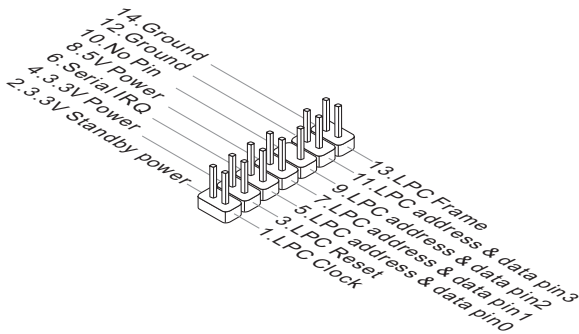 14.Ground
12.Ground
10.No Pin
8.5V Power
6.Serial IRQ
4.3.3V Power
2.3.3V Standby power
13.LPC Frame
11.LPC address & data pin3
9.LPC address & data pin2
7.LPC address & data pin1
5.LPC address & data pin0
3.LPC Reset
1.LPC Clock